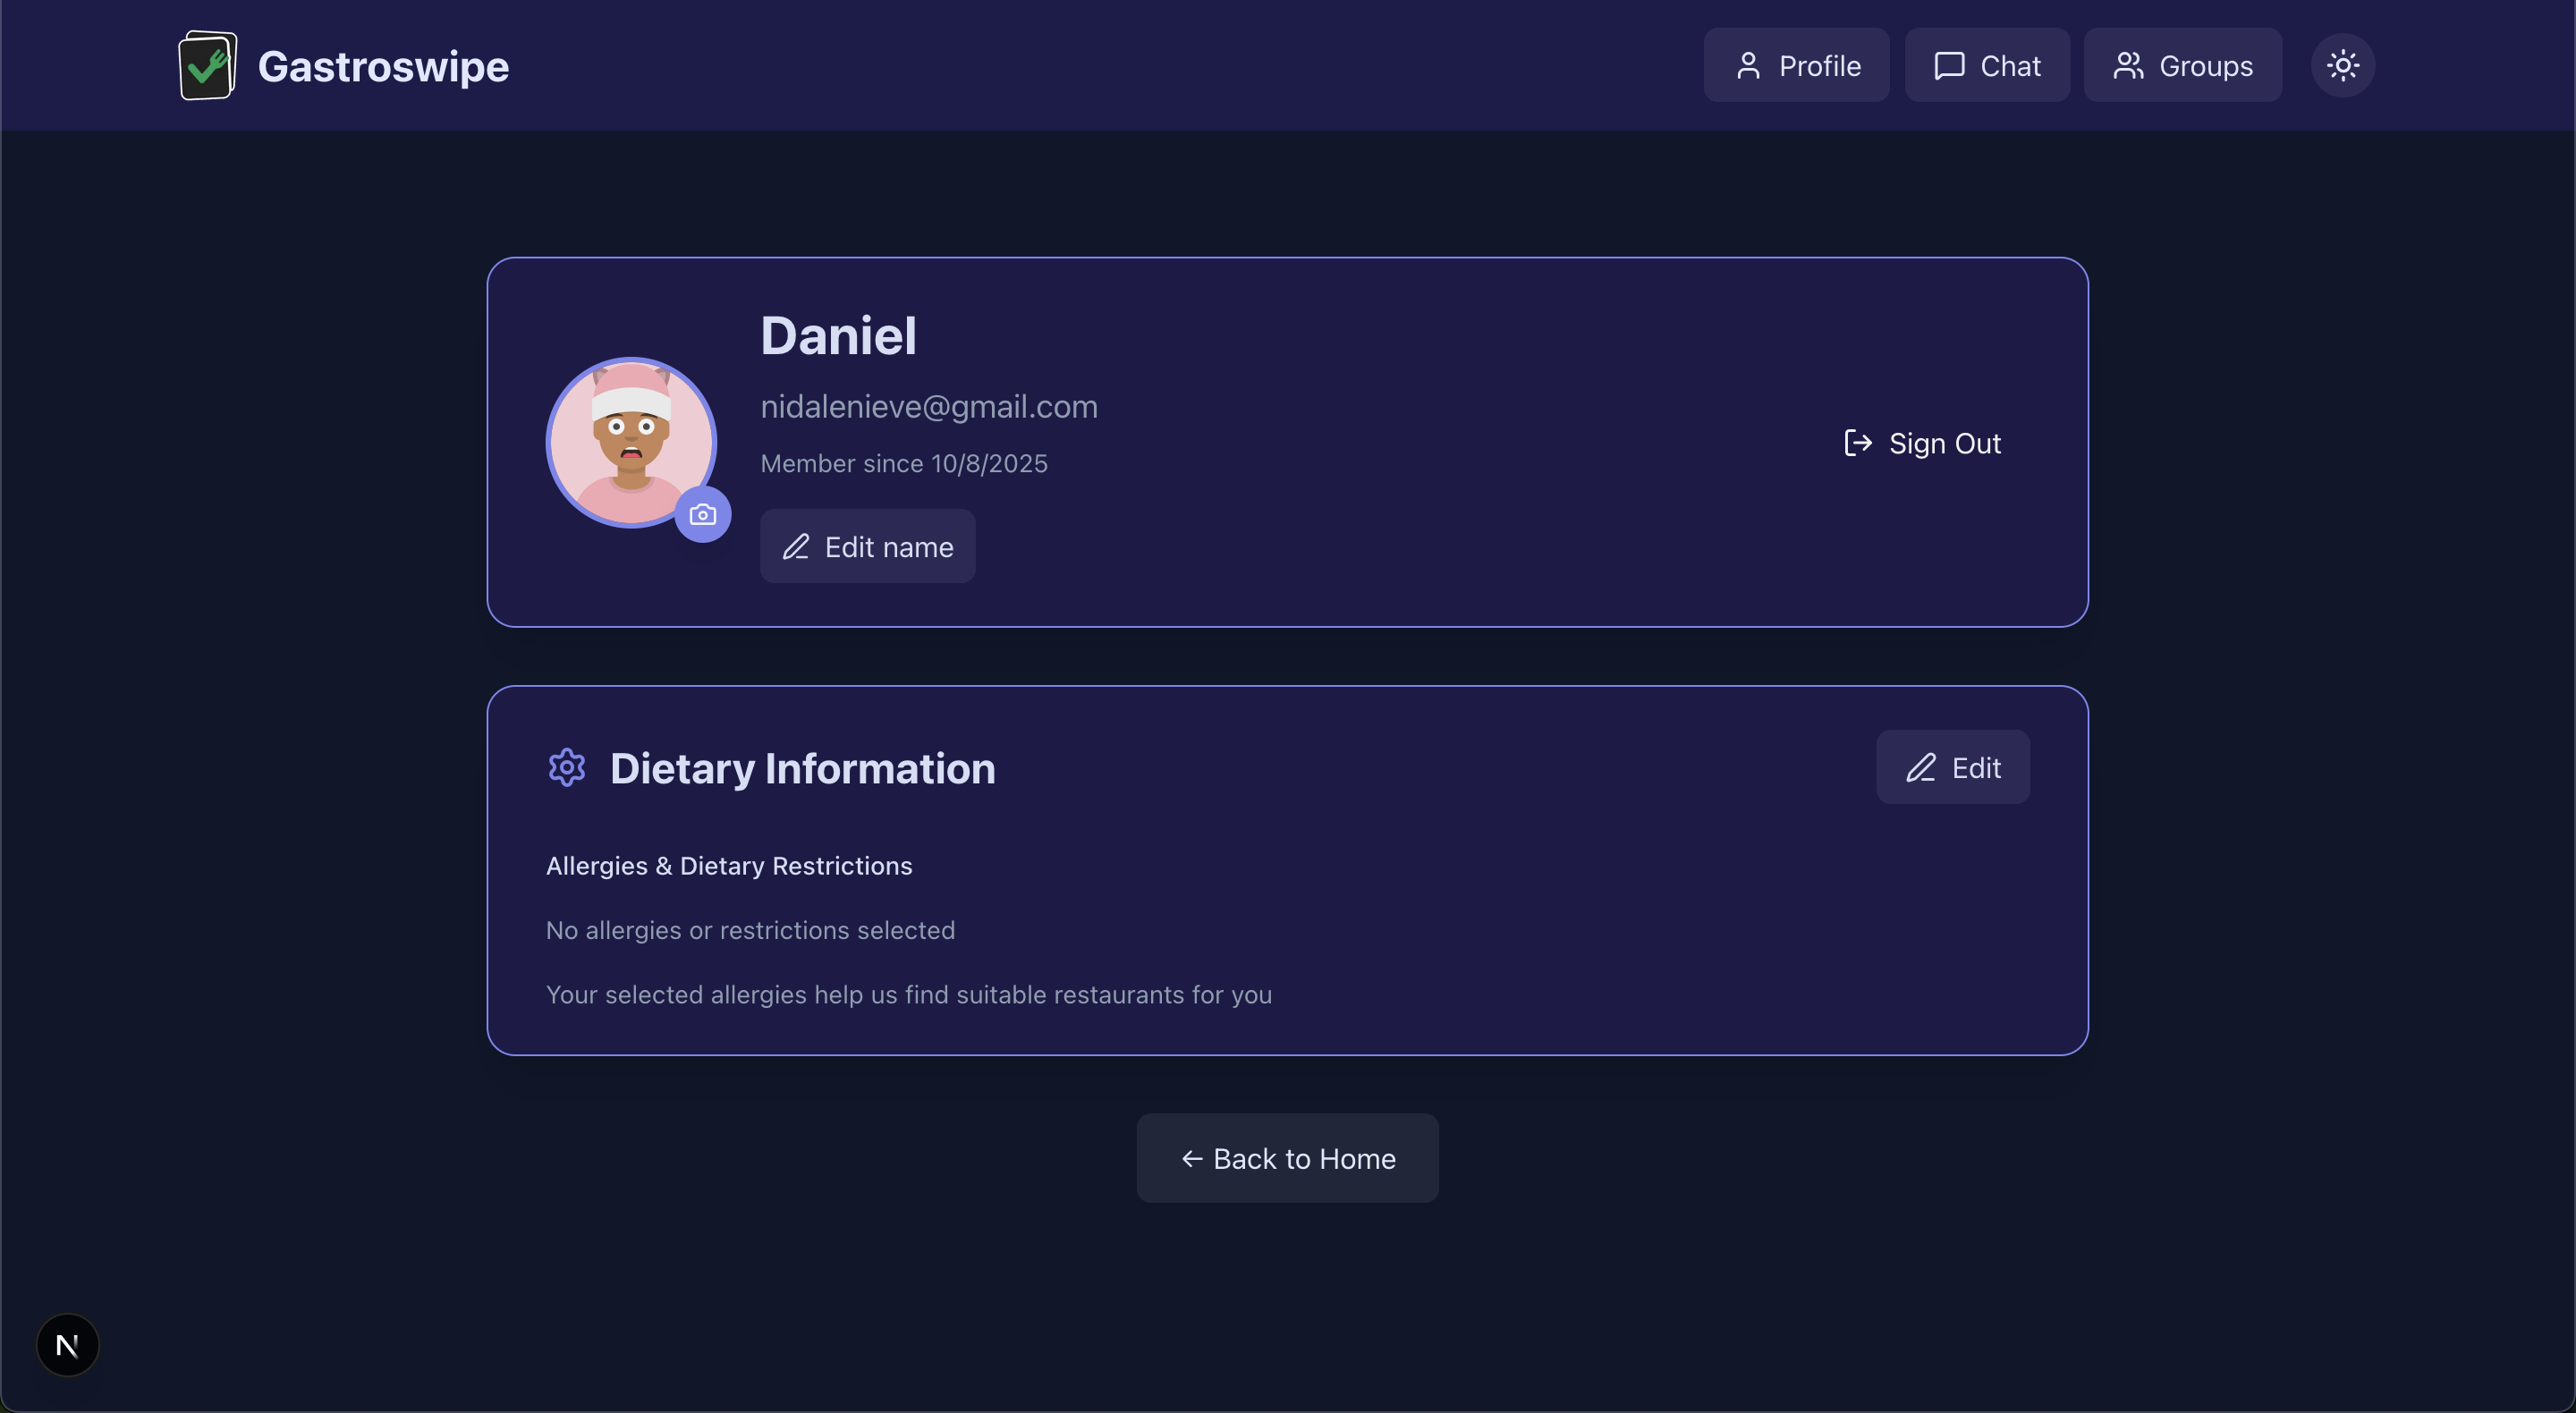 Gastroswipe
Profile
Chat
Groups
Daniel
nidalenieve@gmail.com
Member since 10/8/2025
Edit name
Sign Out
Dietary Information
Edit
Allergies & Dietary Restrictions
No allergies or restrictions selected
Your selected allergies help us find suitable restaurants for you
← Back to Home
N